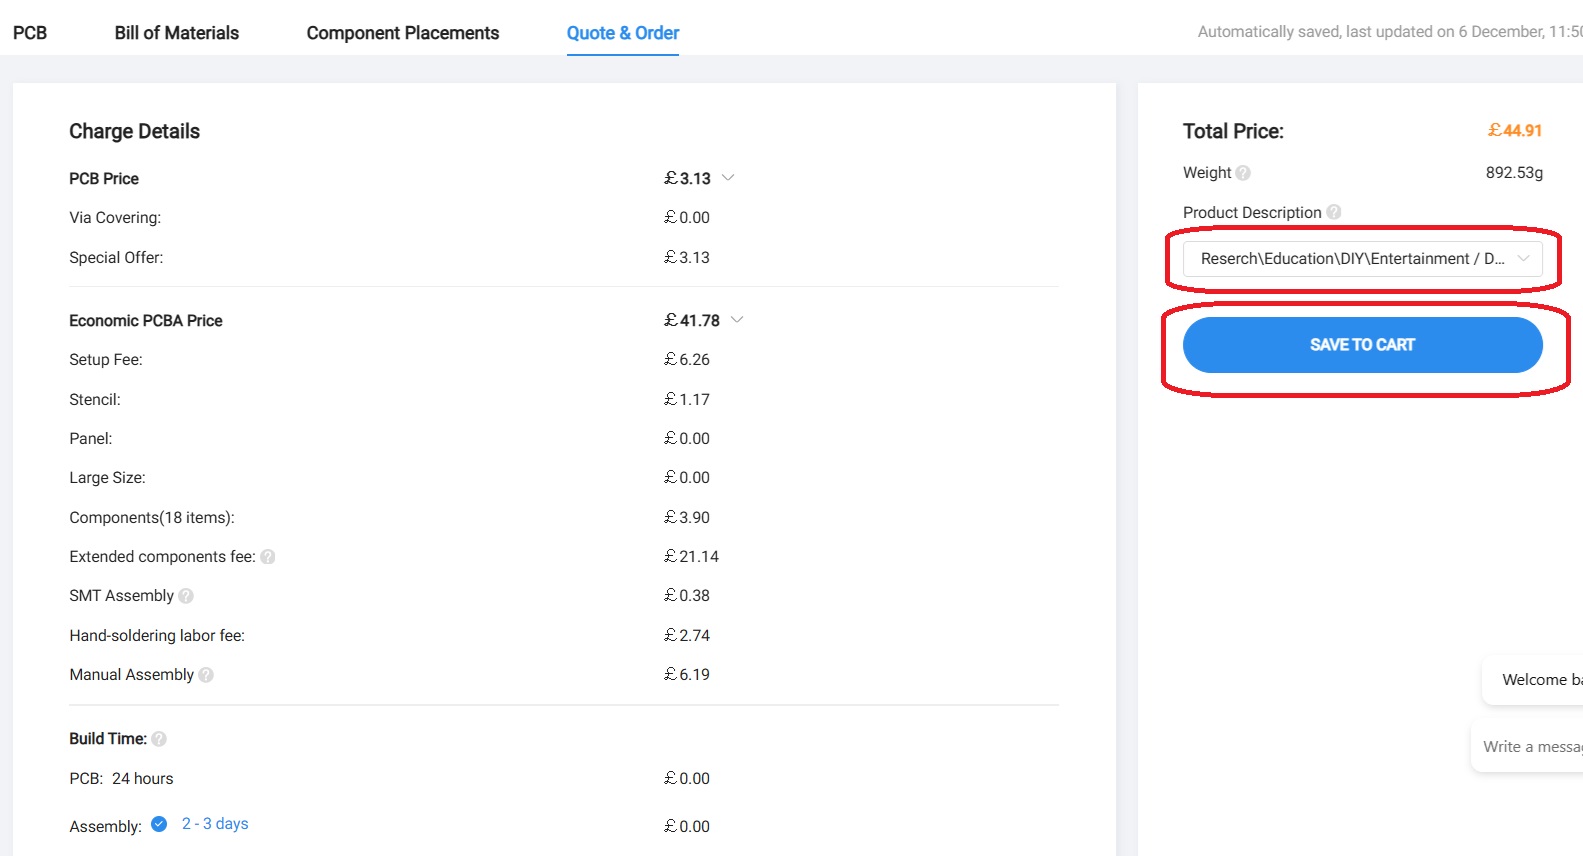 PCB Bill of Materials Component Placements Quote & Order Automatically saved, last updated on 6 December, 11:50
Charge Details
PCB Price £3.13
Via Covering: £0.00
Special Offer: £3.13
Economic PCBA Price £41.78
Setup Fee: £6.26
Stencil: £1.17
Panel: £0.00
Large Size: £0.00
Components(18 items): £3.90
Extended components fee: £21.14
SMT Assembly £0.38
Hand-soldering labor fee: £2.74
Manual Assembly £6.19
Build Time:
PCB: 24 hours £0.00
Assembly: 2 - 3 days £0.00
Total Price: £44.91
Weight 892.53g
Product Description
Reserch\Education\DIY\Entertainment / D...
SAVE TO CART
Welcome
Write a